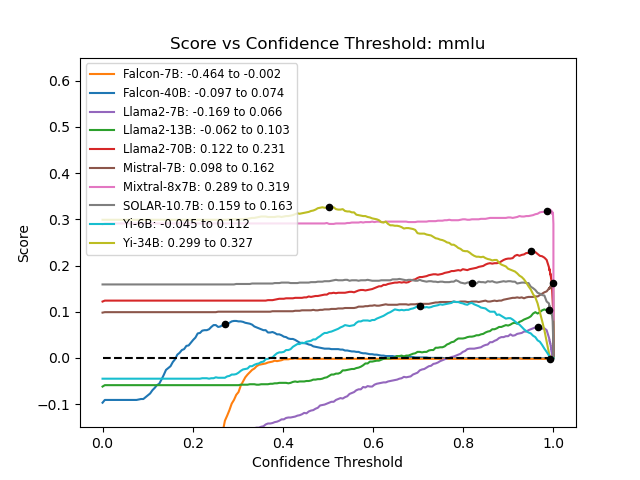 Score vs Confidence Threshold: mmlu
Falcon-7B: -0.464 to -0.002
Falcon-40B: -0.097 to 0.074
Llama2-7B: -0.169 to 0.066
Llama2-13B: -0.062 to 0.103
Llama2-70B: 0.122 to 0.231
Mistral-7B: 0.098 to 0.162
Mixtral-8x7B: 0.289 to 0.319
SOLAR-10.7B: 0.159 to 0.163
Yi-6B: -0.045 to 0.112
Yi-34B: 0.299 to 0.327
Score
0.6
0.5
0.4
0.3
0.2
0.1
0.0
−0.1
0.0 0.2 0.4 0.6 0.8 1.0
Confidence Threshold